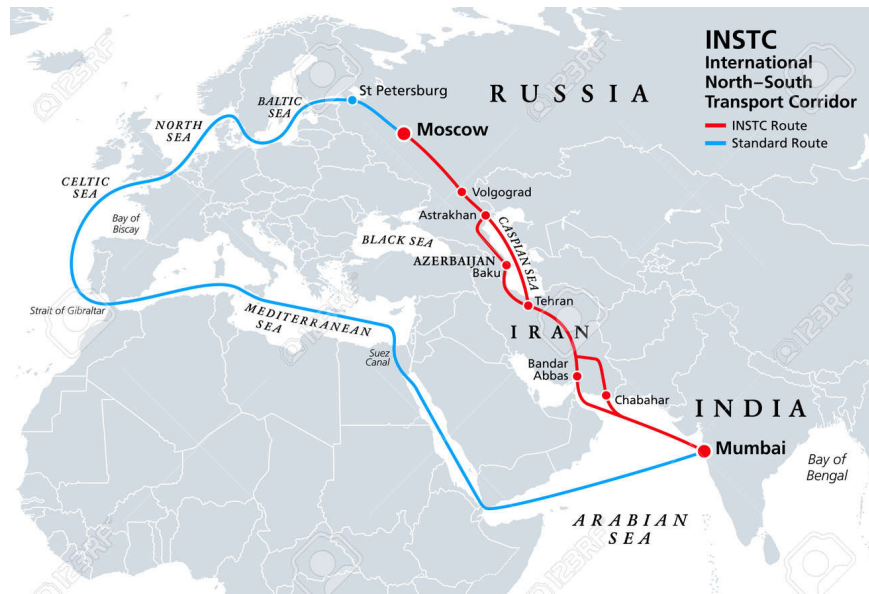 INSTC
International
North–South
Transport Corridor
INSTC Route
Standard Route
St Petersburg
RUSSIA
BALTIC
SEA
Moscow
NORTH
SEA
CELTIC
SEA
Volgograd
Astrakhan
Bay of
Biscay
CASPIAN SEA
BLACK SEA
AZERBAIJAN
Baku
Tehran
Strait of Gibraltar
MEDITERRANEAN
SEA
IRAN
Suez
Canal
Bandar
Abbas
Chabahar
INDIA
Mumbai
Bay of
Bengal
ARABIAN
SEA
123RF